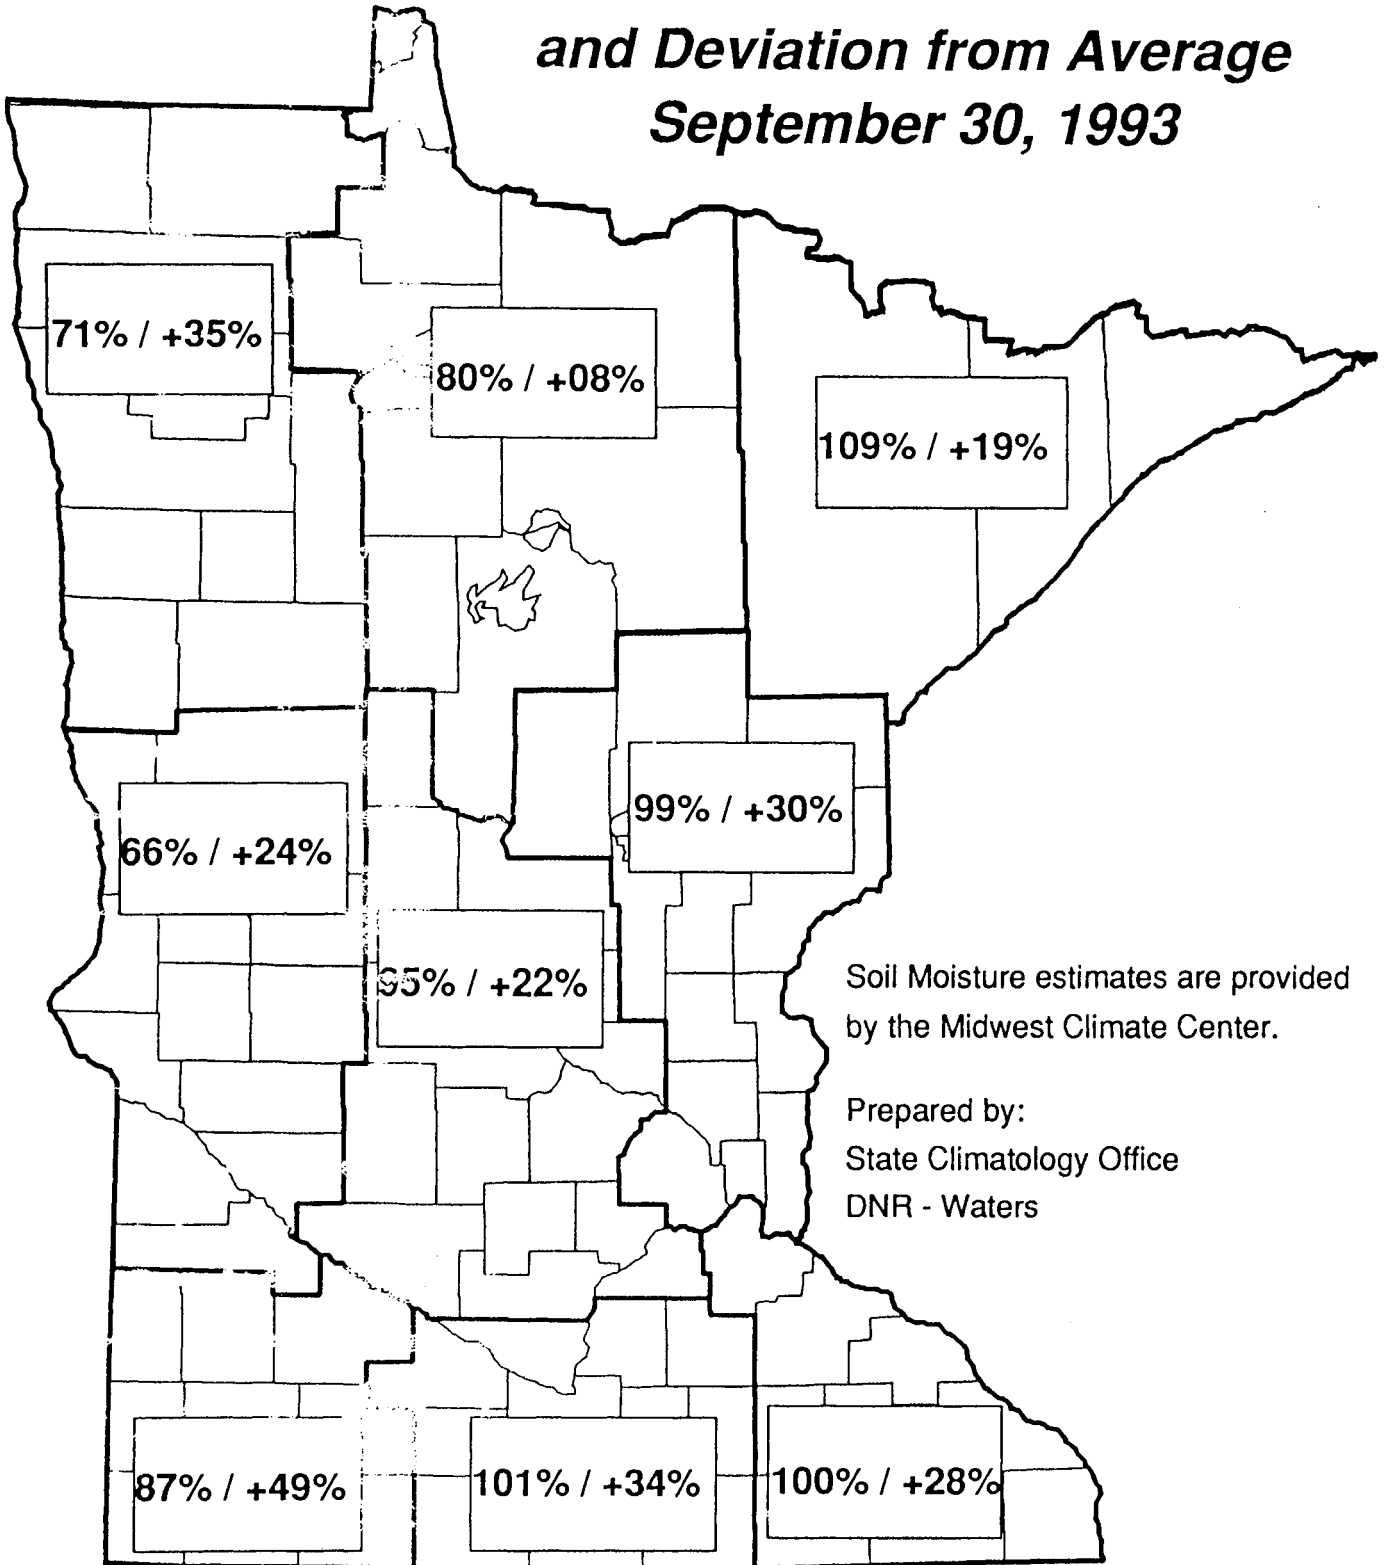 and Deviation from Average
September 30, 1993
71% / +35%
80% / +08%
109% / +19%
66% / +24%
99% / +30%
95% / +22%
Soil Moisture estimates are provided
by the Midwest Climate Center.
Prepared by:
State Climatology Office
DNR - Waters
87% / +49%
101% / +34%
100% / +28%